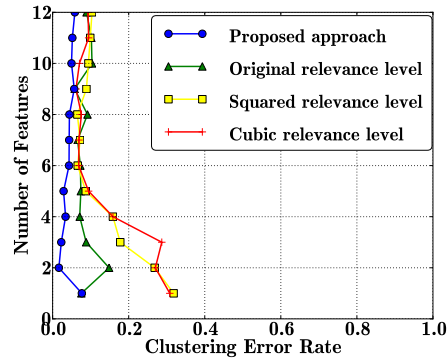 12
10
8
6
4
2
0
0.0
0.2
0.4
0.6
0.8
1.0
Number of Features
Clustering Error Rate
Proposed approach
Original relevance level
Squared relevance level
Cubic relevance level